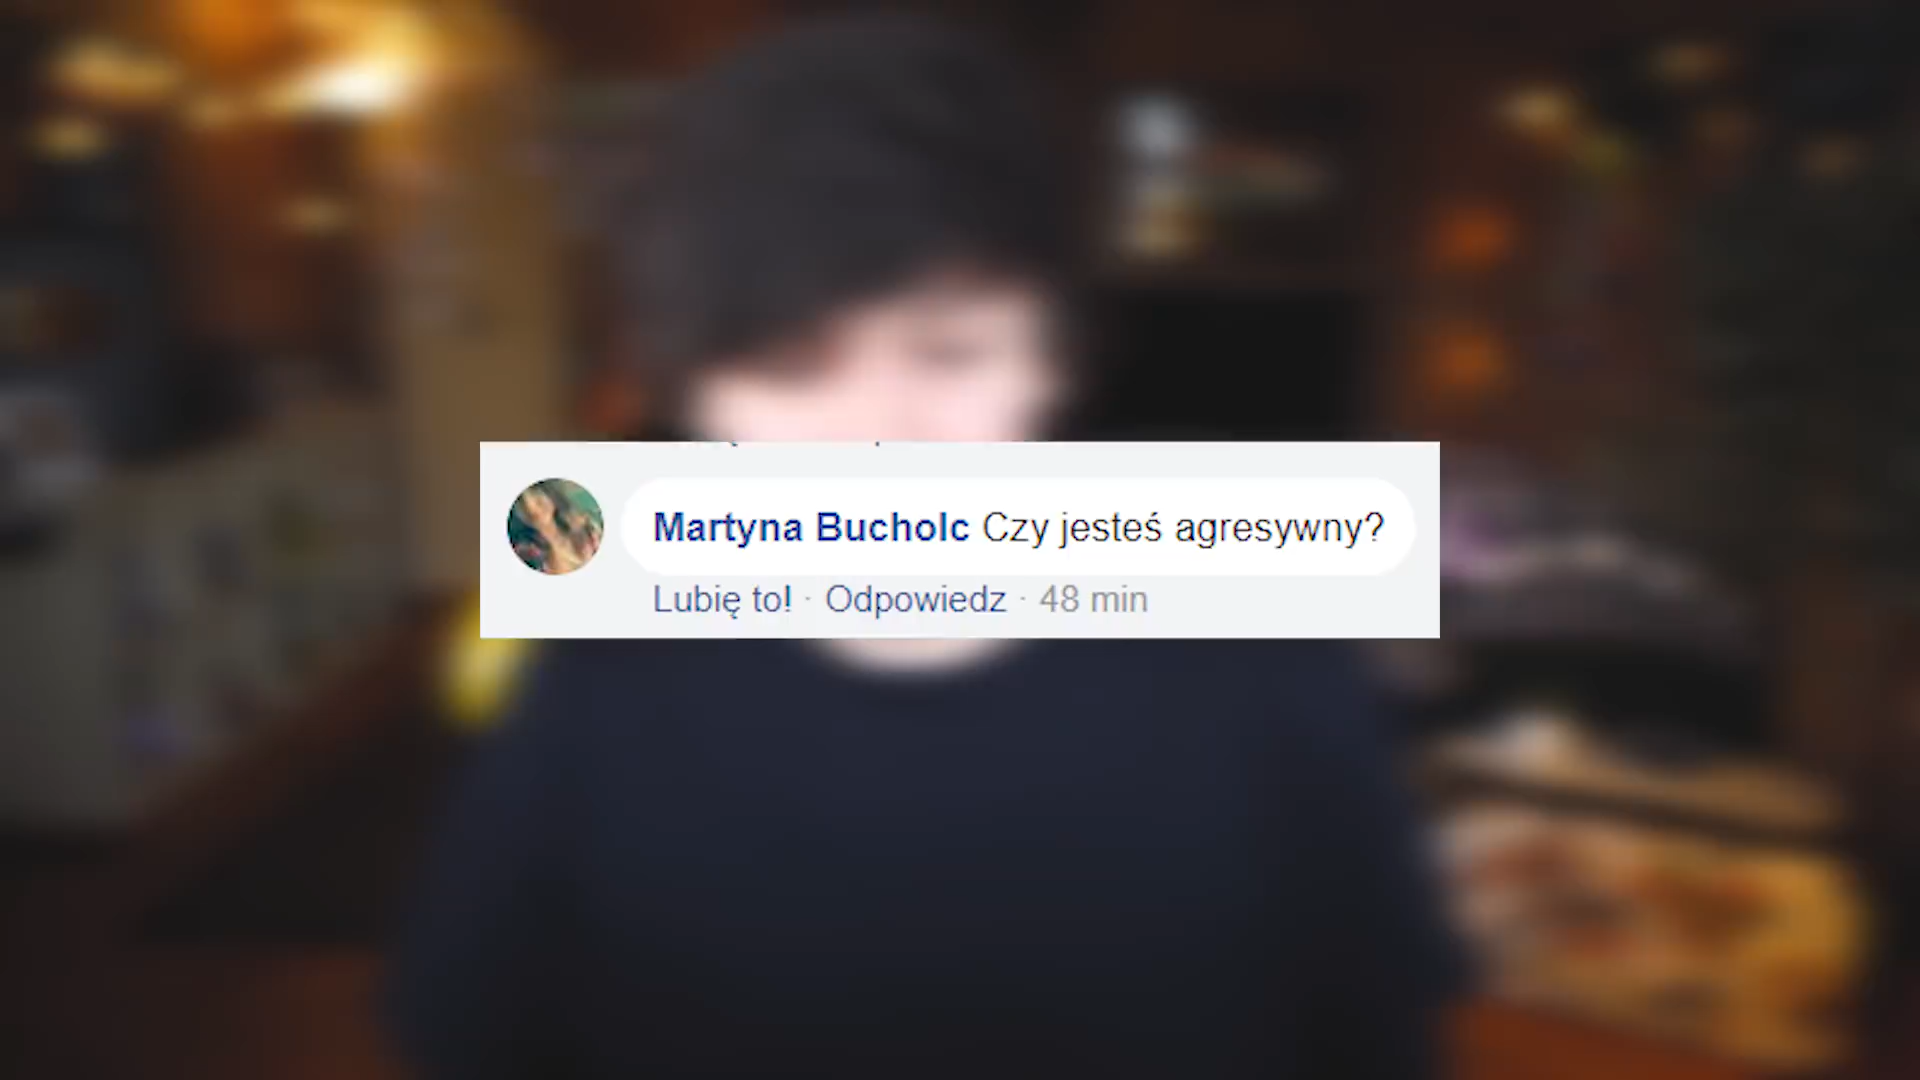 Martyna Bucholc Czy jesteś agresywny?
Lubię to! · Odpowiedz · 48 min